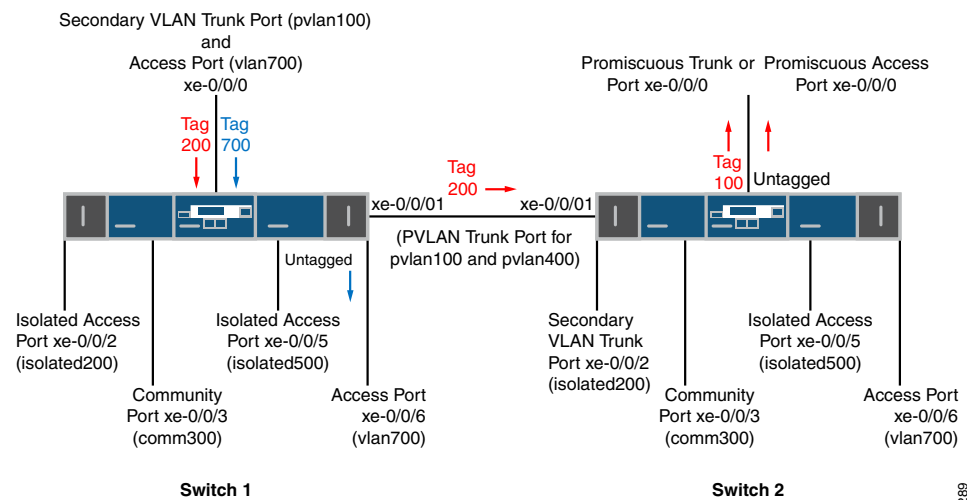 Secondary VLAN Trunk Port (pvlan100)
and
Access Port (vlan700)
xe-0/0/0
Promiscuous Trunk or Promiscuous Access
Port xe-0/0/0 Port xe-0/0/0
Tag
200
Tag
700
Tag
200
Tag
100
Untagged
xe-0/0/01
xe-0/0/01
(PVLAN Trunk Port for
pvlan100 and pvlan400)
Untagged
Isolated Access
Port xe-0/0/2
(isolated200)
Isolated Access
Port xe-0/0/5
(isolated500)
Secondary
VLAN Trunk
Port xe-0/0/2
(isolated200)
Isolated Access
Port xe-0/0/5
(isolated500)
Community
Port xe-0/0/3
(comm300)
Access Port
xe-0/0/6
(vlan700)
Community
Port xe-0/0/3
(comm300)
Access Port
xe-0/0/6
(vlan700)
Switch 1
Switch 2